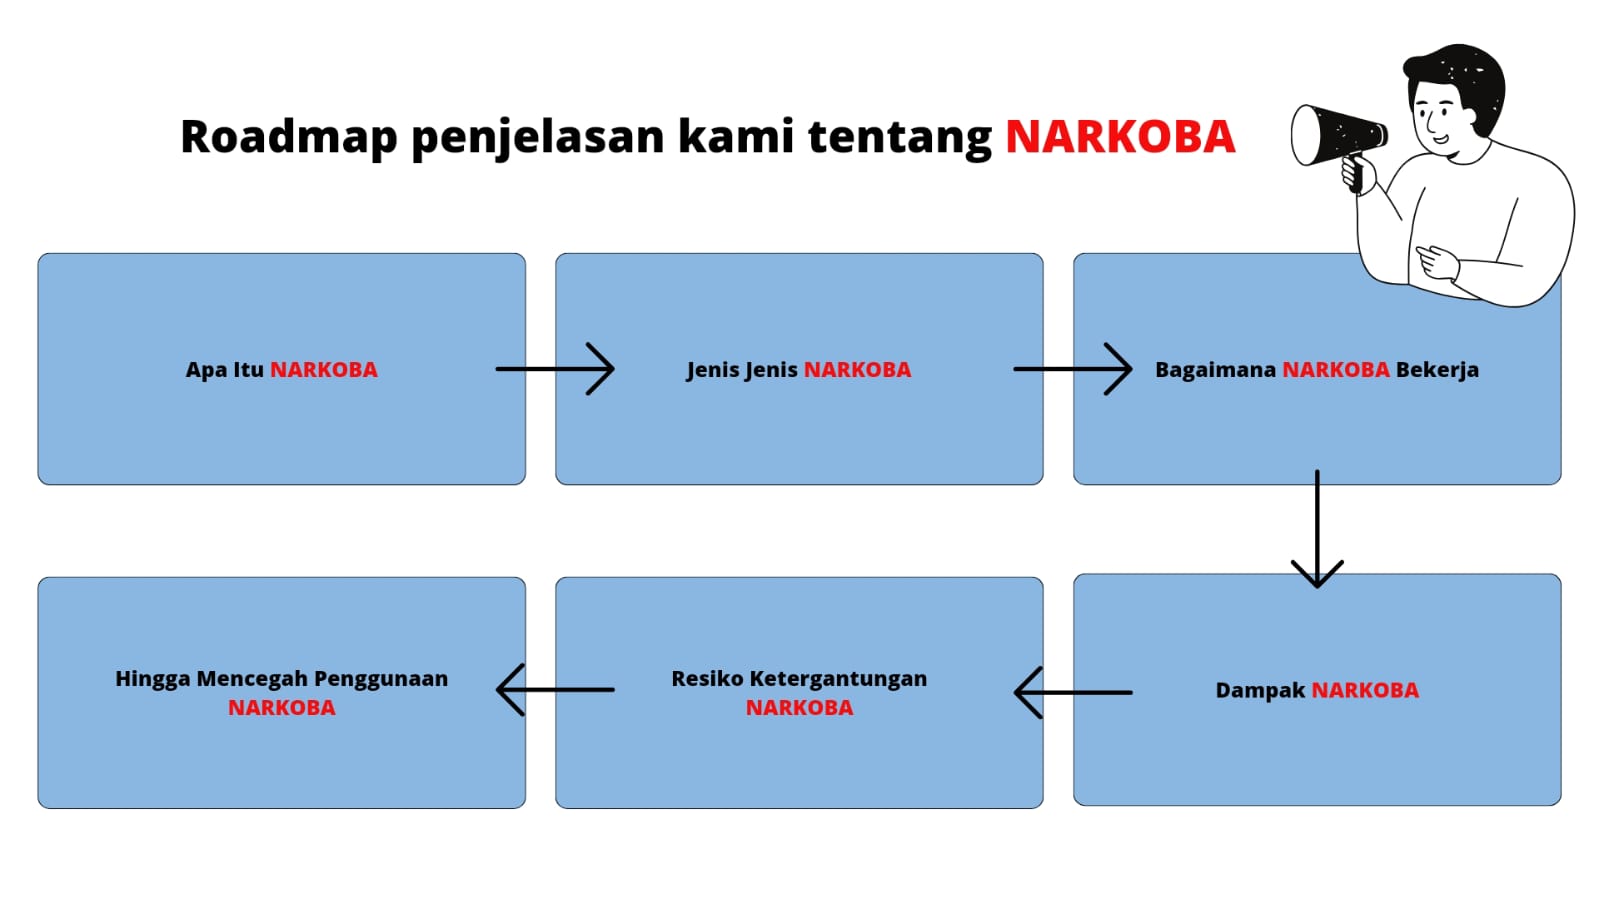 Roadmap penjelasan kami tentang NARKOBA
Apa Itu NARKOBA
Jenis Jenis NARKOBA
Bagaimana NARKOBA Bekerja
Dampak NARKOBA
Resiko Ketergantungan
NARKOBA
Hingga Mencegah Penggunaan
NARKOBA